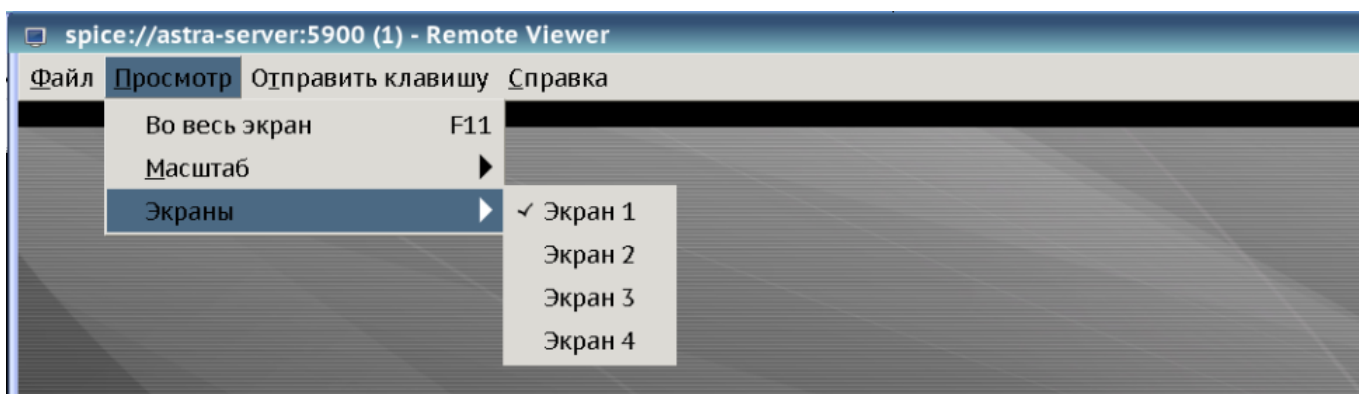 spice://astra-server:5900 (1) - Remote Viewer
Файл Просмотр Отправить клавишу Справка
Во весь экран F11
Масштаб
Экраны
Экран 1
Экран 2
Экран 3
Экран 4